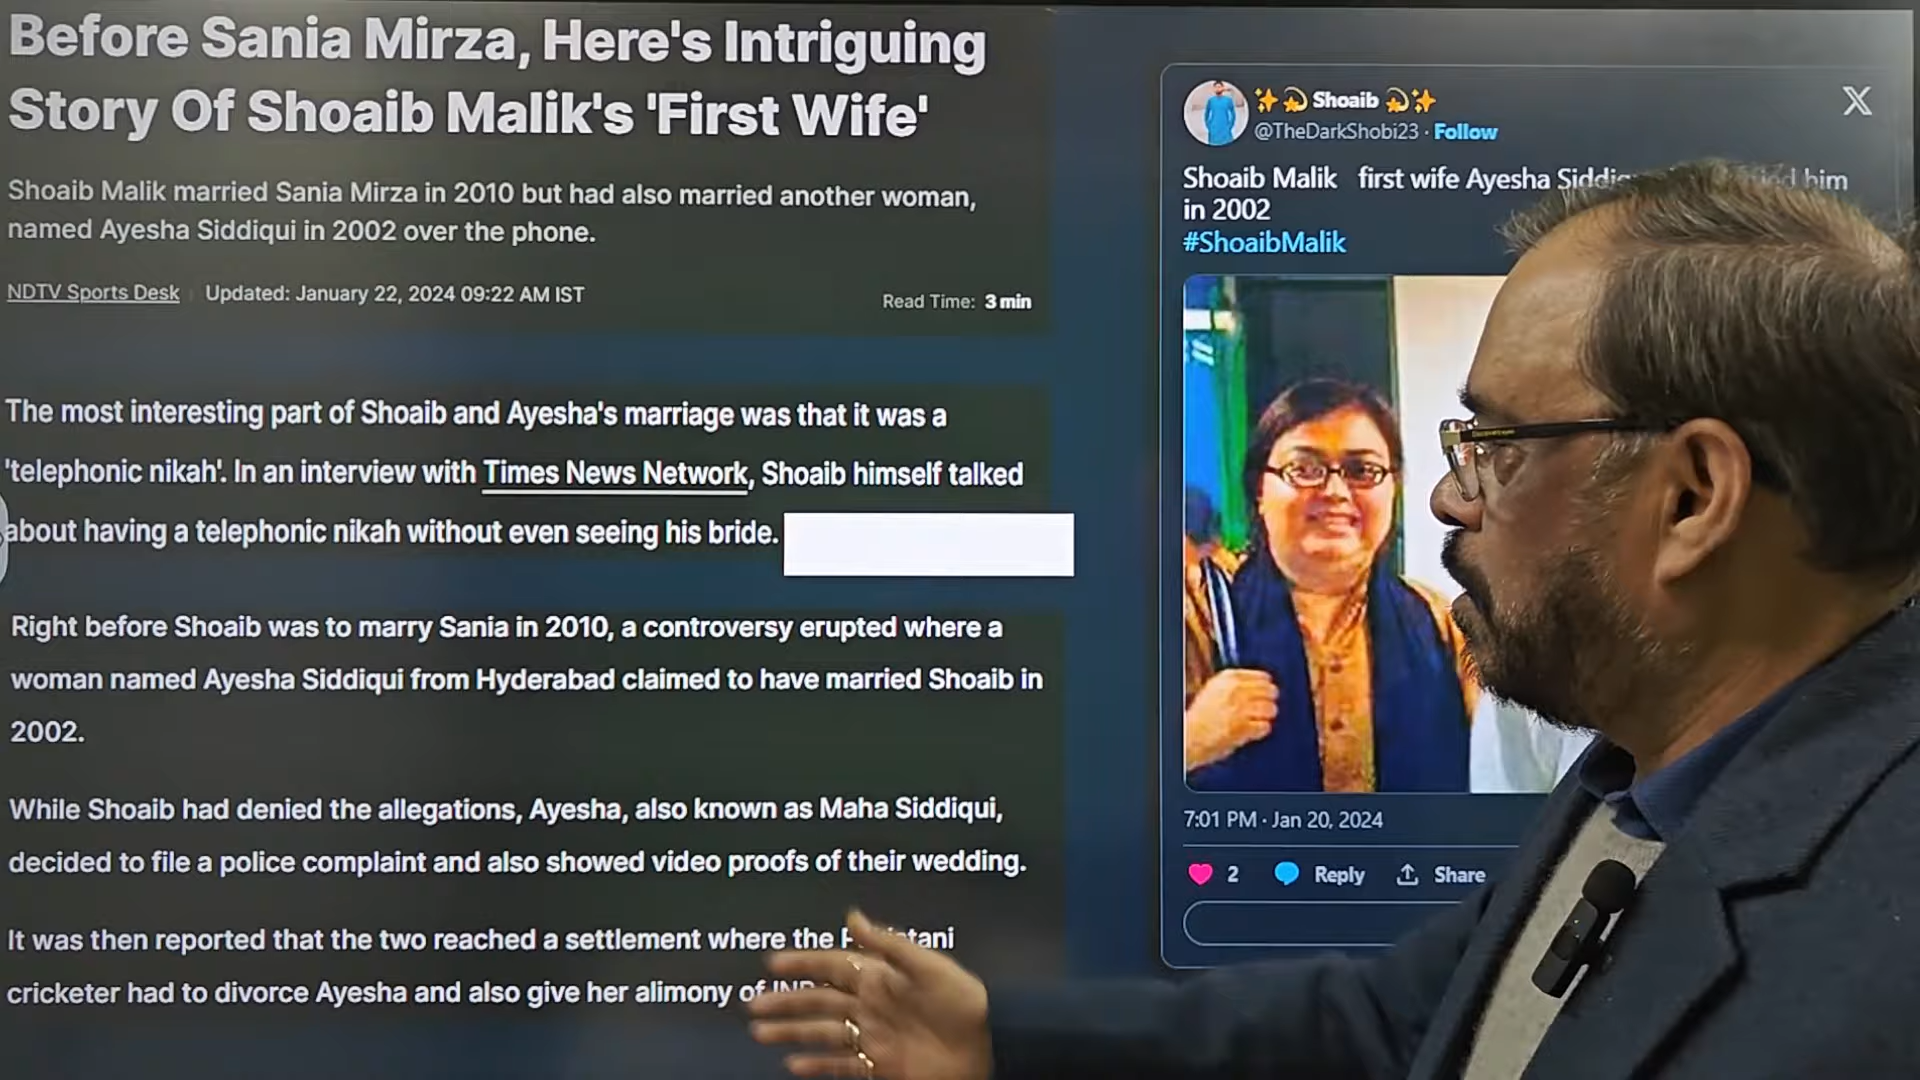 Before Sania Mirza, Here's Intriguing
Story Of Shoaib Malik's 'First Wife'
Shoaib Malik married Sania Mirza in 2010 but had also married another woman,
named Ayesha Siddiqui in 2002 over the phone.
NDTV Sports Desk Updated: January 22, 2024 09:22 AM IST
Read Time: 3 min
The most interesting part of Shoaib and Ayesha's marriage was that it was a
'telephonic nikah'. In an interview with Times News Network, Shoaib himself talked
about having a telephonic nikah without even seeing his bride.
Right before Shoaib was to marry Sania in 2010, a controversy erupted where a
woman named Ayesha Siddiqui from Hyderabad claimed to have married Shoaib in
2002.
While Shoaib had denied the allegations, Ayesha, also known as Maha Siddiqui,
decided to file a police complaint and also showed video proofs of their wedding.
It was then reported that the two reached a settlement where the
cricketer had to divorce Ayesha and also give her alimony of
✨💫 Shoaib 💫✨
@TheDarkShobi23 · Follow
Shoaib Malik first wife Ayesha him
in 2002
#ShoaibMalik
7:01 PM · Jan 20, 2024
2 Reply Share